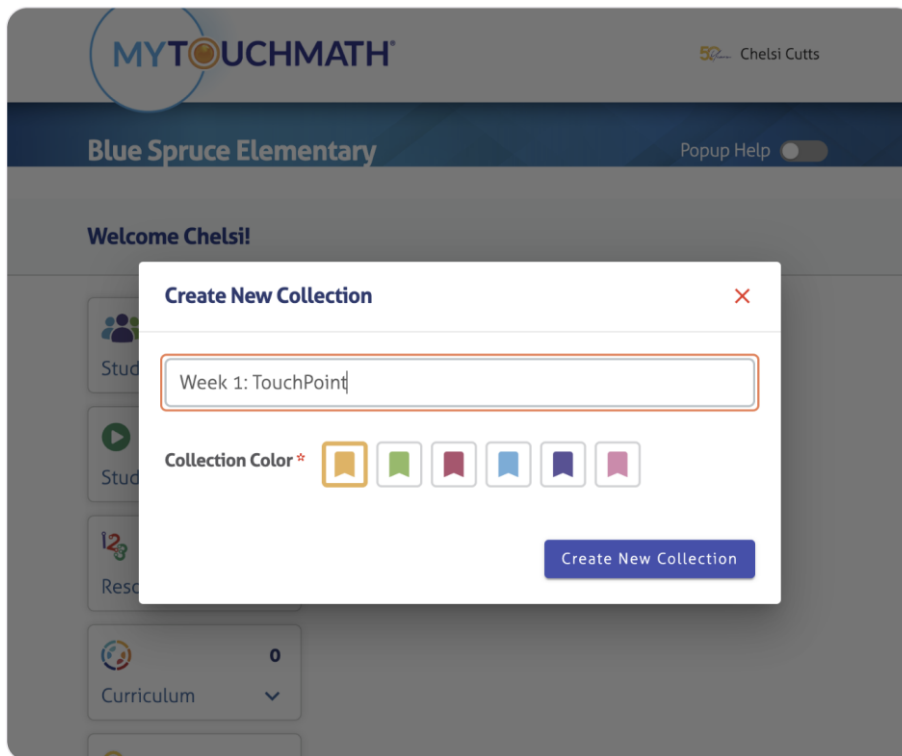 MYTOUCHMATH®
Chelsi Cutts
Blue Spruce Elementary
Popup Help
Welcome Chelsi!
Create New Collection
Stud
Week 1: TouchPoint
Collection Color *
Stud
123
Create New Collection
Reso
0
Curriculum